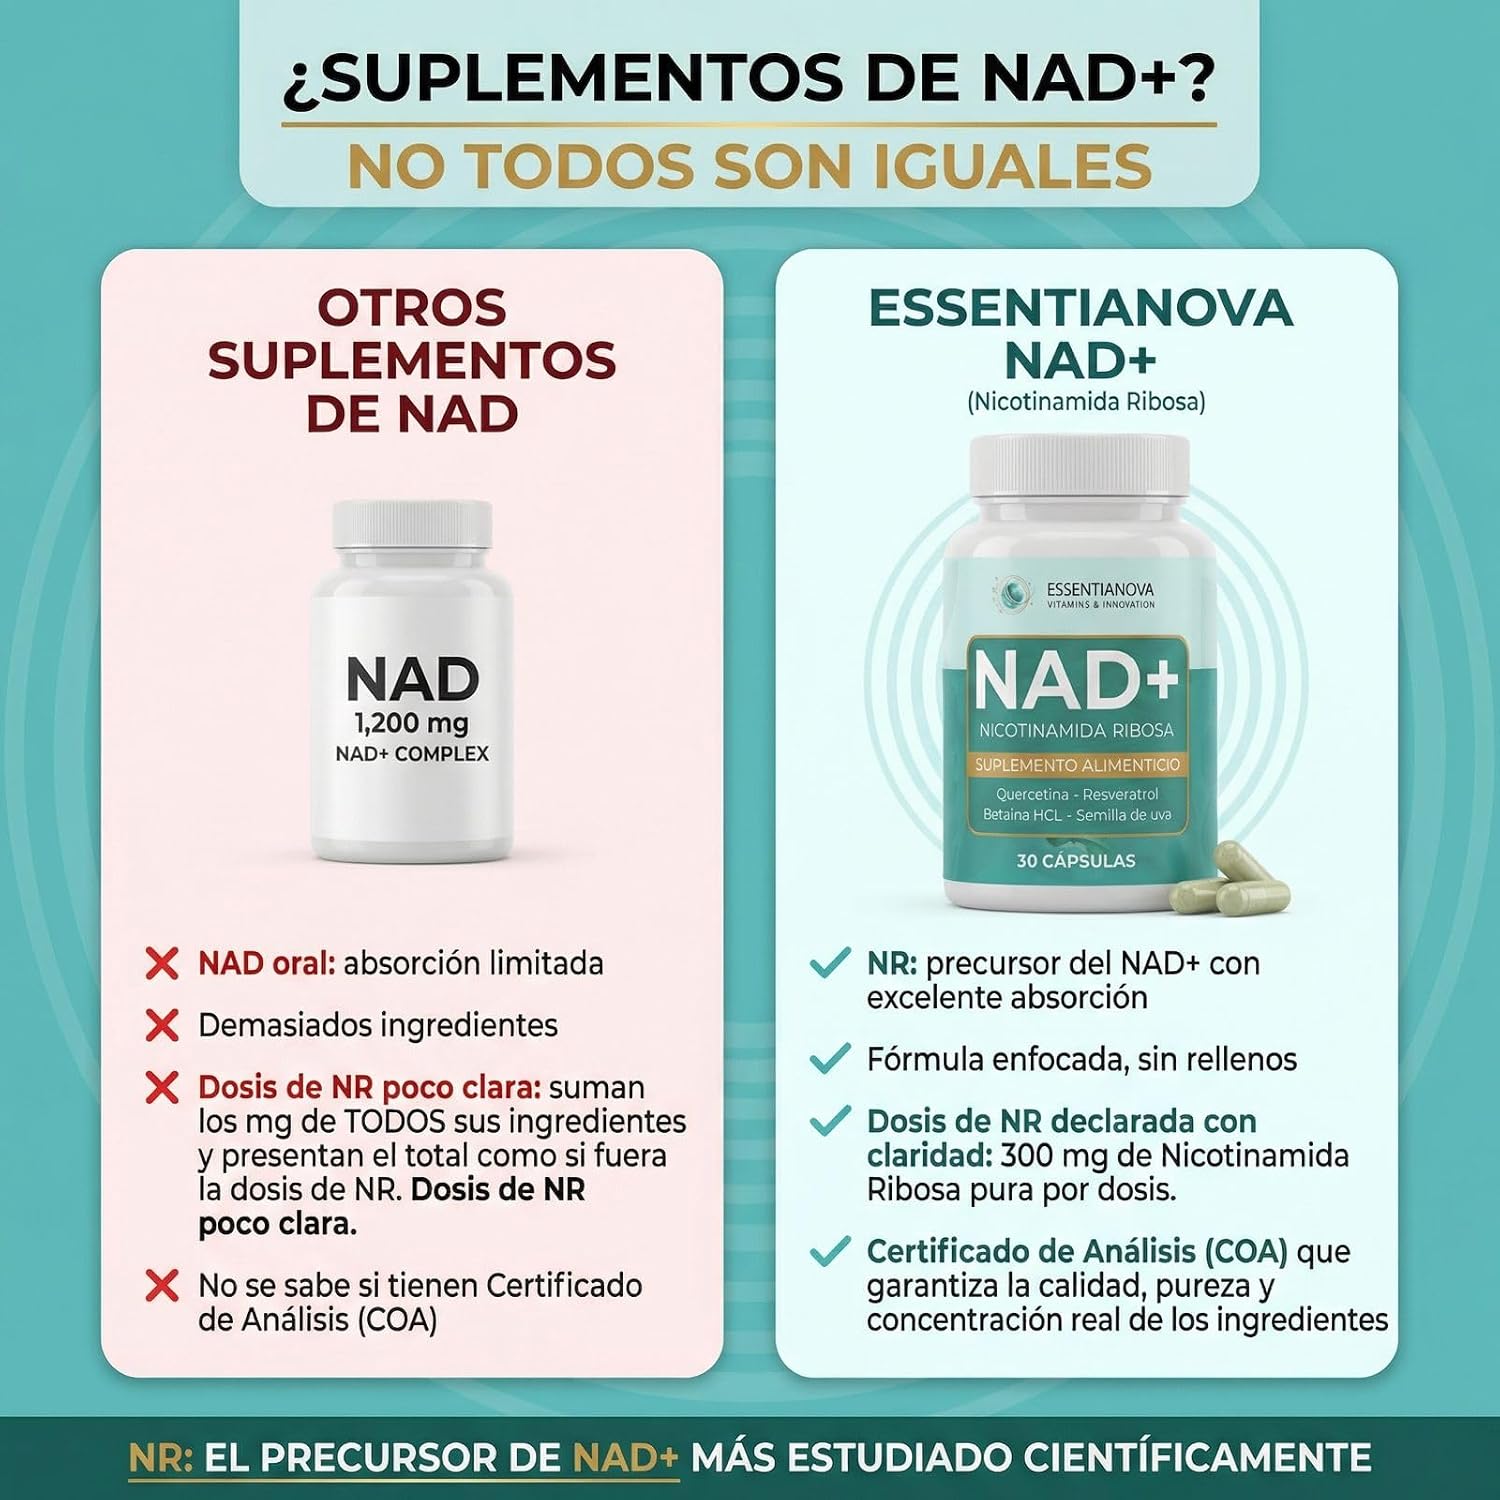 ¿SUPLEMENTOS DE NAD+?
NO TODOS SON IGUALES
OTROS
SUPLEMENTOS
DE NAD
NAD
1,200 mg
NAD+ COMPLEX
NAD oral: absorción limitada
Demasiados ingredientes
Dosis de NR poco clara: suman
los mg de TODOS sus ingredientes
y presentan el total como si fuera
la dosis de NR. Dosis de NR
poco clara.
No se sabe si tienen Certificado
de Análisis (COA)
ESSENTIANOVA
NAD+
(Nicotinamida Ribosa)
ESSENTIANOVA
VITAMINS & INNOVATION
NAD+
NICOTINAMIDA RIBOSA
SUPLEMENTO ALIMENTICIO
Quercetina - Resveratrol
Betaina HCL - Semilla de uva
30 CÁPSULAS
NR: precursor del NAD+ con
excelente absorción
Fórmula enfocada, sin rellenos
Dosis de NR declarada con
claridad: 300 mg de Nicotinamida
Ribosa pura por dosis.
Certificado de Análisis (COA) que
garantiza la calidad, pureza y
concentración real de los ingredientes
NR: EL PRECURSOR DE NAD+ MÁS ESTUDIADO CIENTÍFICAMENTE